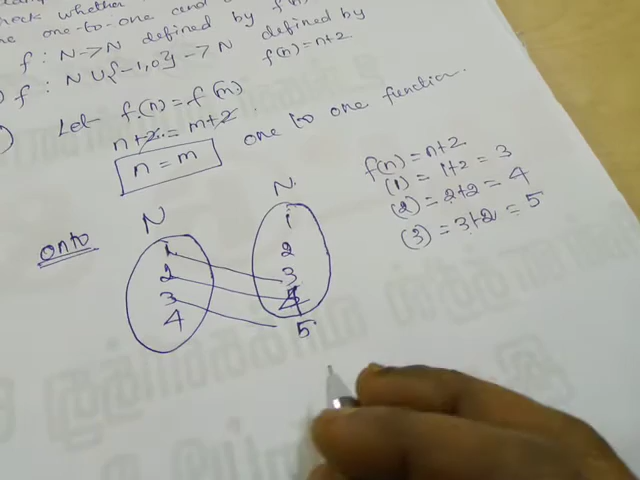 check whether
one-to-one and
f : N -> N defined by f(n)
f : N U {-1,0} -> N defined by
f(n) = n+2
Let f(n) = f(m)
n+2 = m+2
n = m one to one function.
f(n) = n+2
(1) = 1+2 = 3
(2) = 2+2 = 4
(3) = 3+2 = 5
onto
N N
1 1
2 2
3 3
4 4
5